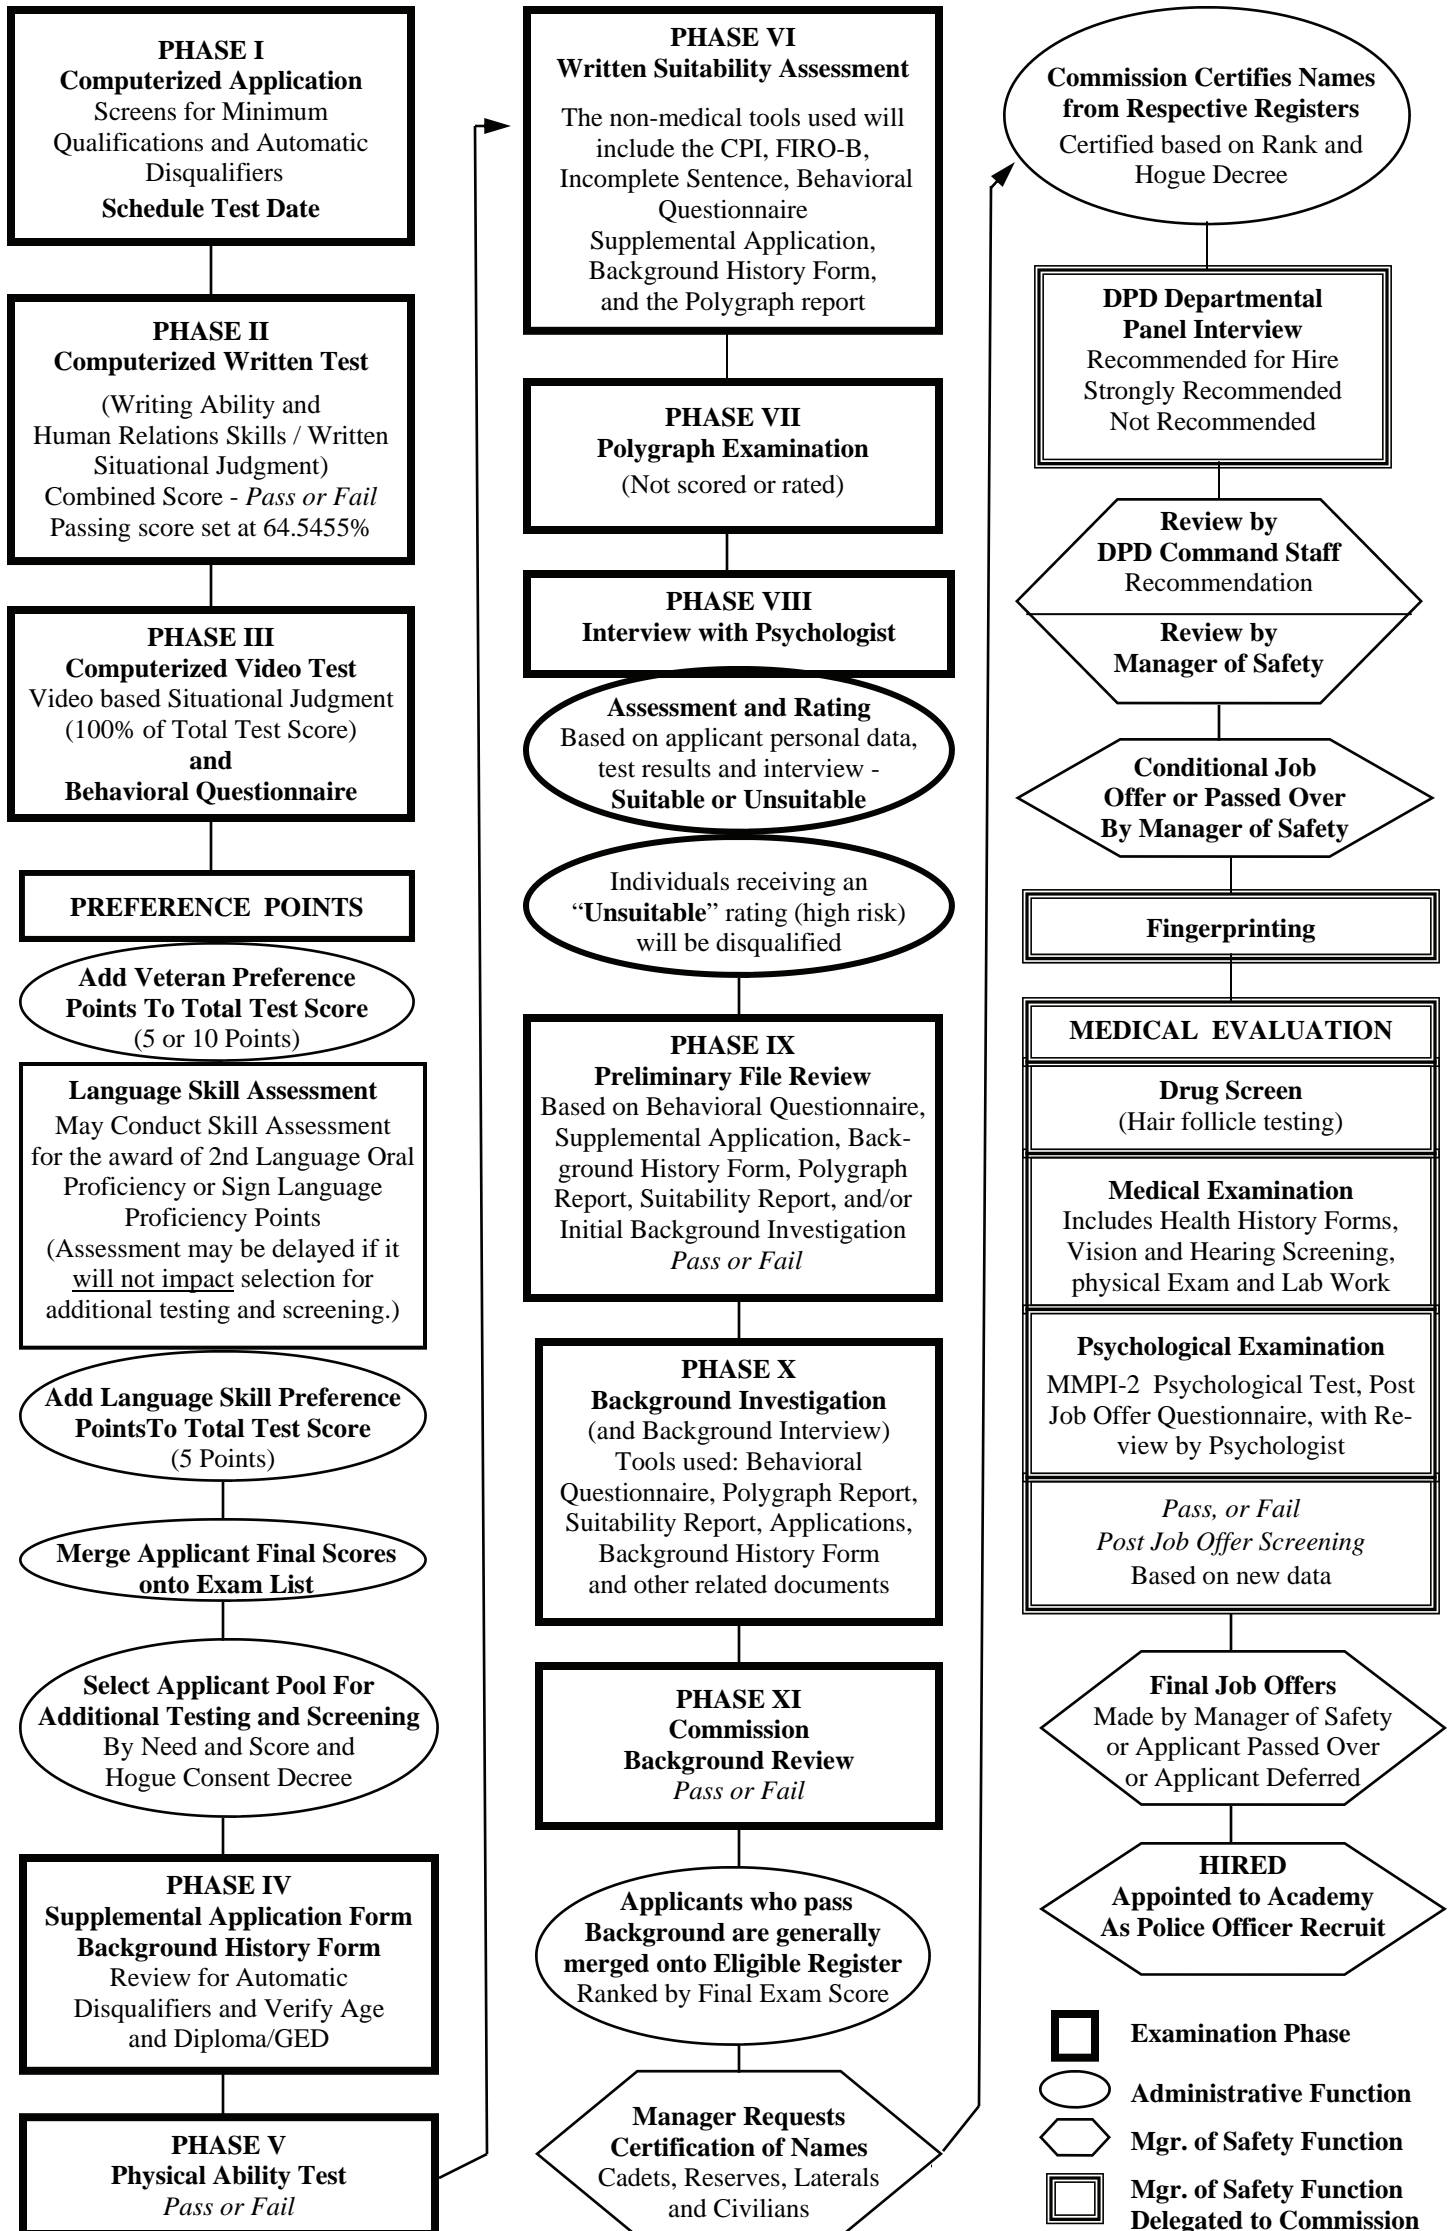 PHASE I
Computerized Application
Screens for Minimum
Qualifications and Automatic
Disqualifiers
Schedule Test Date
PHASE II
Computerized Written Test
(Writing Ability and
Human Relations Skills / Written
Situational Judgment)
Combined Score - Pass or Fail
Passing score set at 64.5455%
PHASE III
Computerized Video Test
Video based Situational Judgment
(100% of Total Test Score)
and
Behavioral Questionnaire
PREFERENCE POINTS
Add Veteran Preference
Points To Total Test Score
(5 or 10 Points)
Language Skill Assessment
May Conduct Skill Assessment
for the award of 2nd Language Oral
Proficiency or Sign Language
Proficiency Points
(Assessment may be delayed if it
will not impact selection for
additional testing and screening.)
Add Language Skill Preference
PointsTo Total Test Score
(5 Points)
Merge Applicant Final Scores
onto Exam List
Select Applicant Pool For
Additional Testing and Screening
By Need and Score and
Hogue Consent Decree
PHASE IV
Supplemental Application Form
Background History Form
Review for Automatic
Disqualifiers and Verify Age
and Diploma/GED
PHASE V
Physical Ability Test
Pass or Fail
PHASE VI
Written Suitability Assessment
The non-medical tools used will
include the CPI, FIRO-B,
Incomplete Sentence, Behavioral
Questionnaire
Supplemental Application,
Background History Form,
and the Polygraph report
PHASE VII
Polygraph Examination
(Not scored or rated)
PHASE VIII
Interview with Psychologist
Assessment and Rating
Based on applicant personal data,
test results and interview -
Suitable or Unsuitable
Individuals receiving an
“Unsuitable” rating (high risk)
will be disqualified
PHASE IX
Preliminary File Review
Based on Behavioral Questionnaire,
Supplemental Application, Back-
ground History Form, Polygraph
Report, Suitability Report, and/or
Initial Background Investigation
Pass or Fail
PHASE X
Background Investigation
(and Background Interview)
Tools used: Behavioral
Questionnaire, Polygraph Report,
Suitability Report, Applications,
Background History Form
and other related documents
PHASE XI
Commission
Background Review
Pass or Fail
Applicants who pass
Background are generally
merged onto Eligible Register
Ranked by Final Exam Score
Manager Requests
Certification of Names
Cadets, Reserves, Laterals
and Civilians
Commission Certifies Names
from Respective Registers
Certified based on Rank and
Hogue Decree
DPD Departmental
Panel Interview
Recommended for Hire
Strongly Recommended
Not Recommended
Review by
DPD Command Staff
Recommendation
Review by
Manager of Safety
Conditional Job
Offer or Passed Over
By Manager of Safety
Fingerprinting
MEDICAL EVALUATION
Drug Screen
(Hair follicle testing)
Medical Examination
Includes Health History Forms,
Vision and Hearing Screening,
physical Exam and Lab Work
Psychological Examination
MMPI-2 Psychological Test, Post
Job Offer Questionnaire, with Re-
view by Psychologist
Pass, or Fail
Post Job Offer Screening
Based on new data
Final Job Offers
Made by Manager of Safety
or Applicant Passed Over
or Applicant Deferred
HIRED
Appointed to Academy
As Police Officer Recruit
Examination Phase
Administrative Function
Mgr. of Safety Function
Mgr. of Safety Function
Delegated to Commission